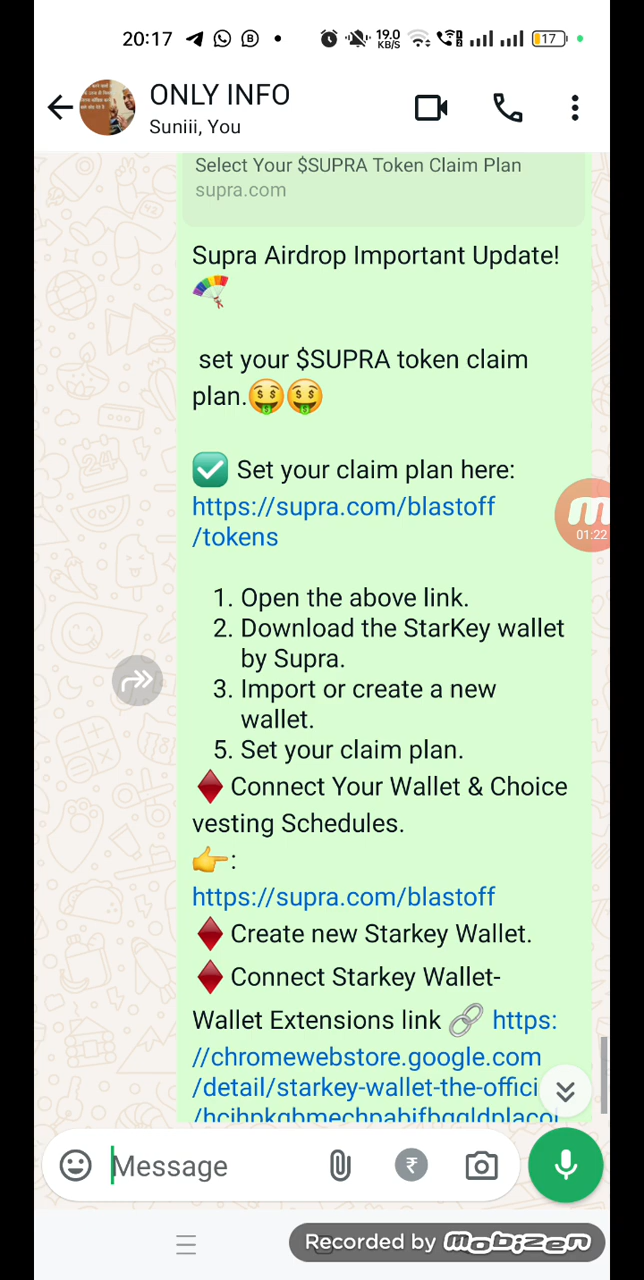 20:17 19.0 KB/S 17
ONLY INFO
Suniii, You
Select Your $SUPRA Token Claim Plan
supra.com
Supra Airdrop Important Update!
set your $SUPRA token claim
plan.
Set your claim plan here:
https://supra.com/blastoff
/tokens
01:22
1. Open the above link.
2. Download the StarKey wallet
by Supra.
3. Import or create a new
wallet.
5. Set your claim plan.
Connect Your Wallet & Choice
vesting Schedules.
:
https://supra.com/blastoff
Create new Starkey Wallet.
Connect Starkey Wallet-
Wallet Extensions link https:
//chromewebstore.google.com
/detail/starkey-wallet-the-offici
Message
₹
Recorded by mobizen